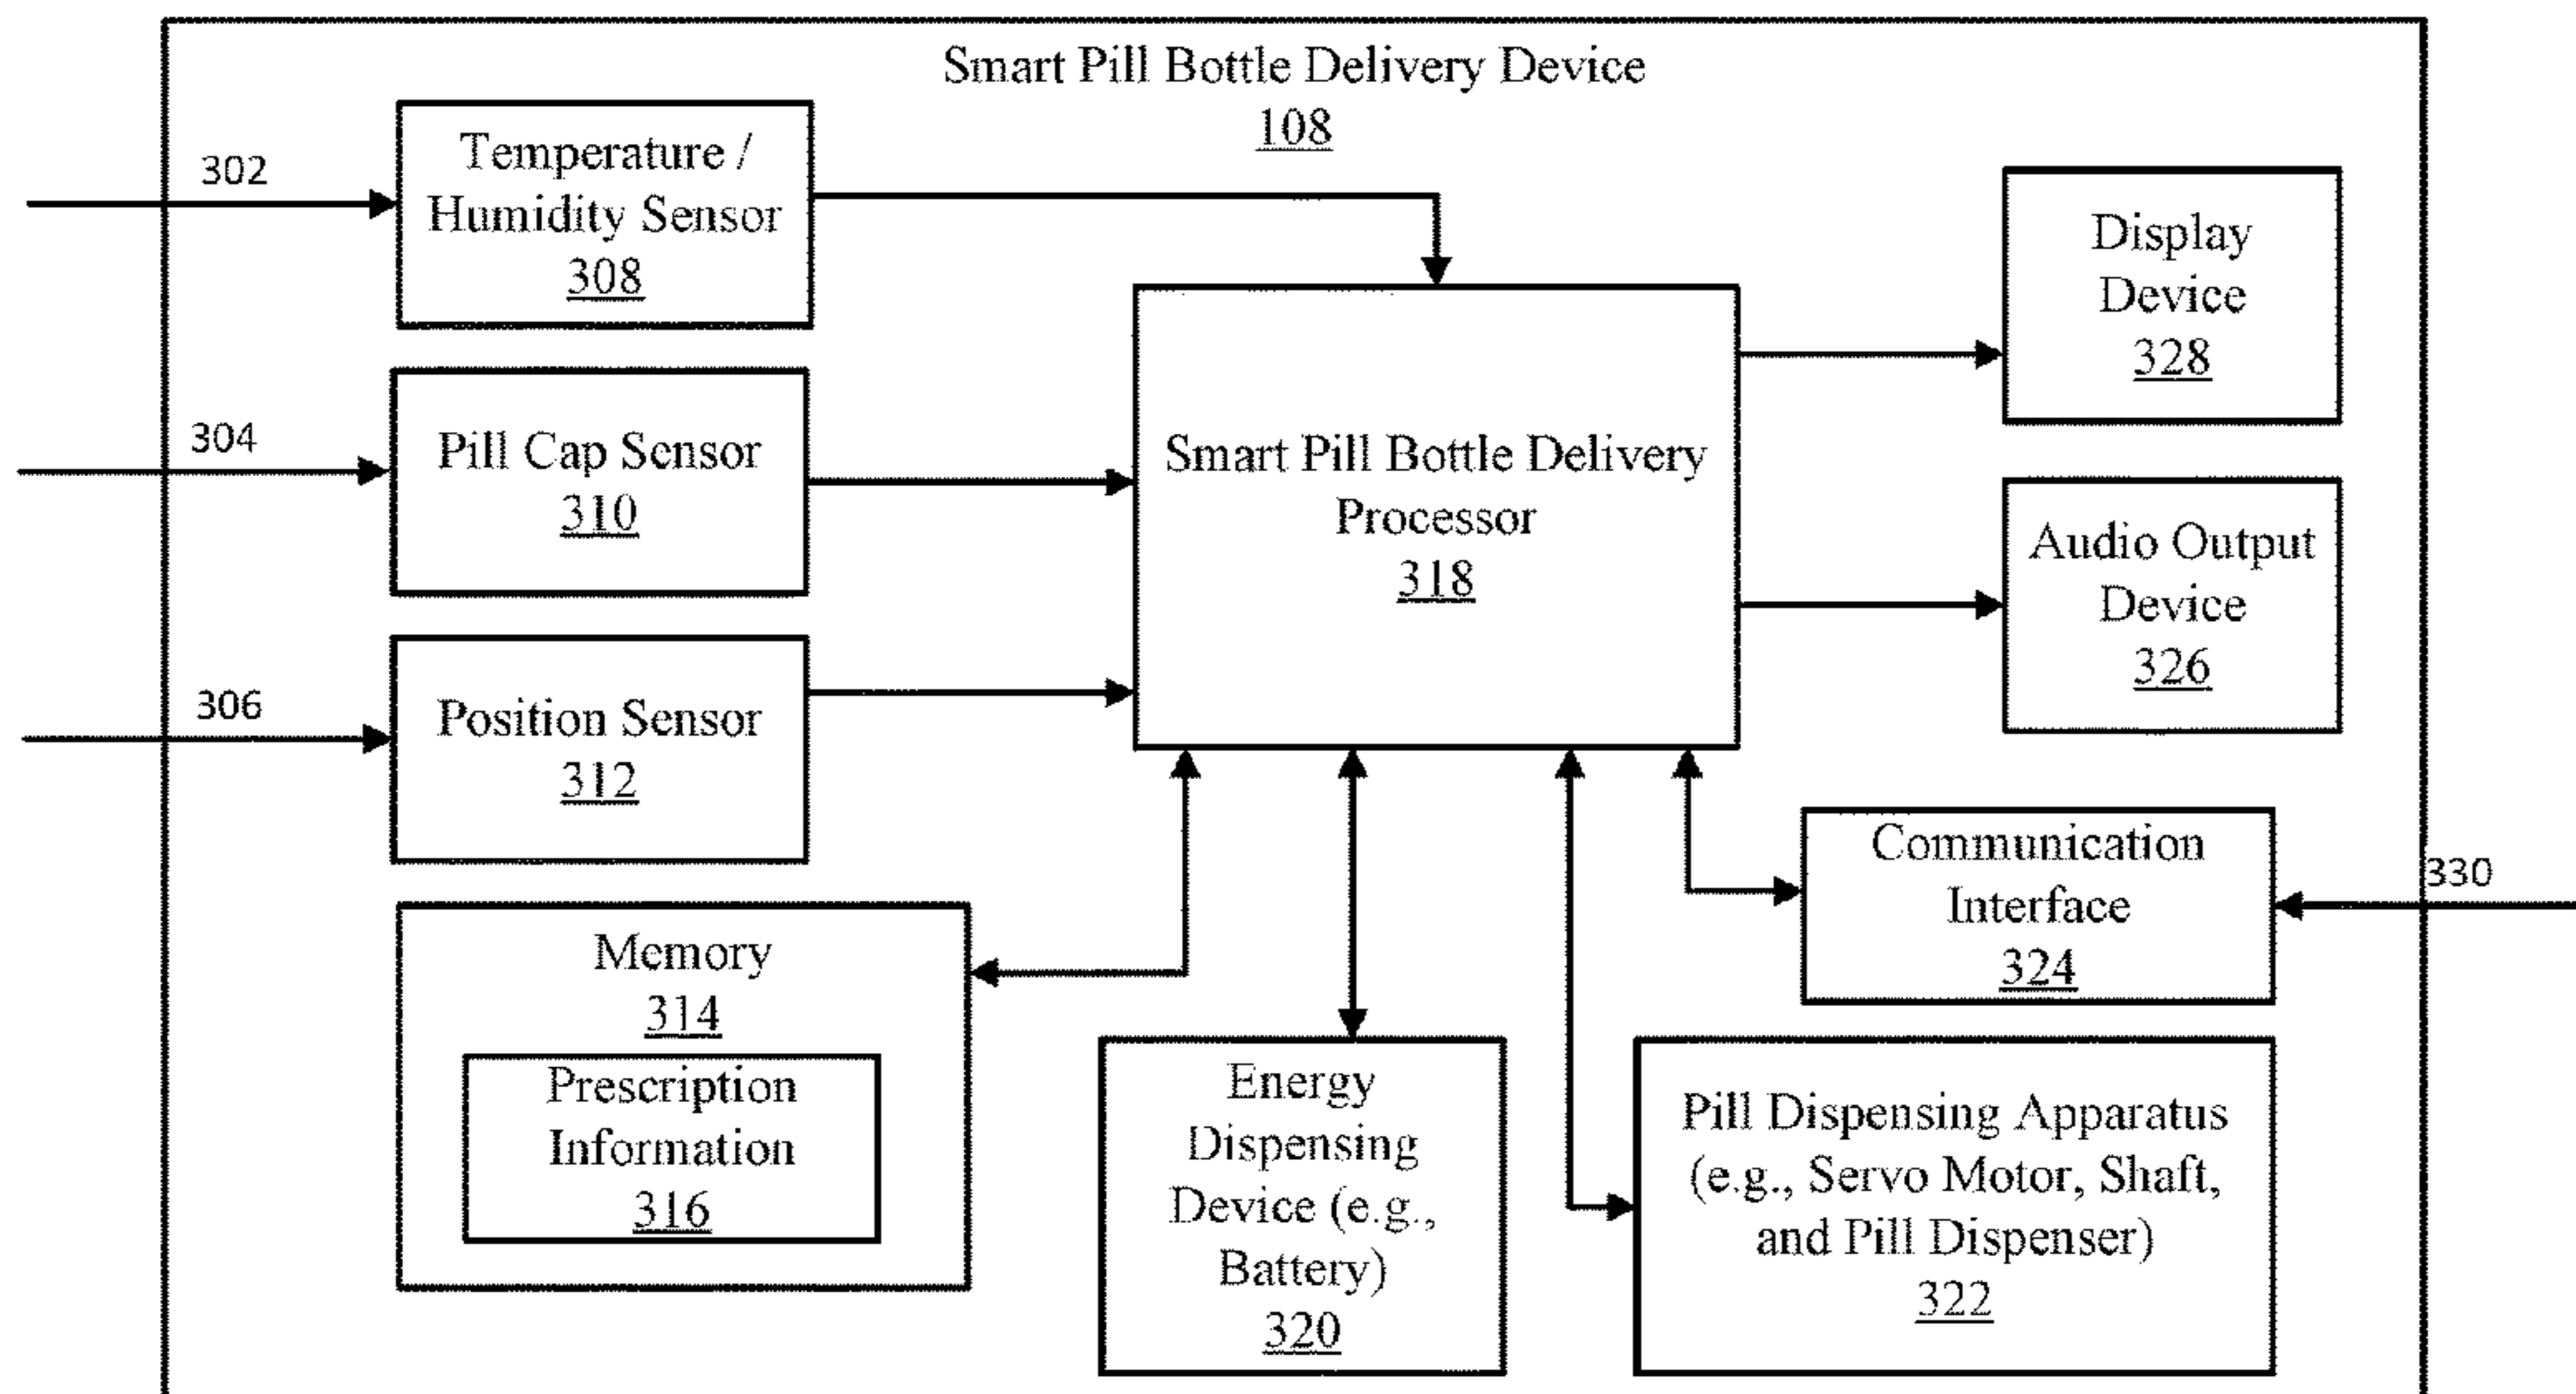 Smart Pill Bottle Delivery Device
108
302
Temperature /
Humidity Sensor
308
304
Pill Cap Sensor
310
306
Position Sensor
312
Memory
314
Prescription
Information
316
Smart Pill Bottle Delivery
Processor
318
Energy
Dispensing
Device (e.g.,
Battery)
320
Display
Device
328
Audio Output
Device
326
Communication
Interface
324
330
Pill Dispensing Apparatus
(e.g., Servo Motor, Shaft,
and Pill Dispenser)
322